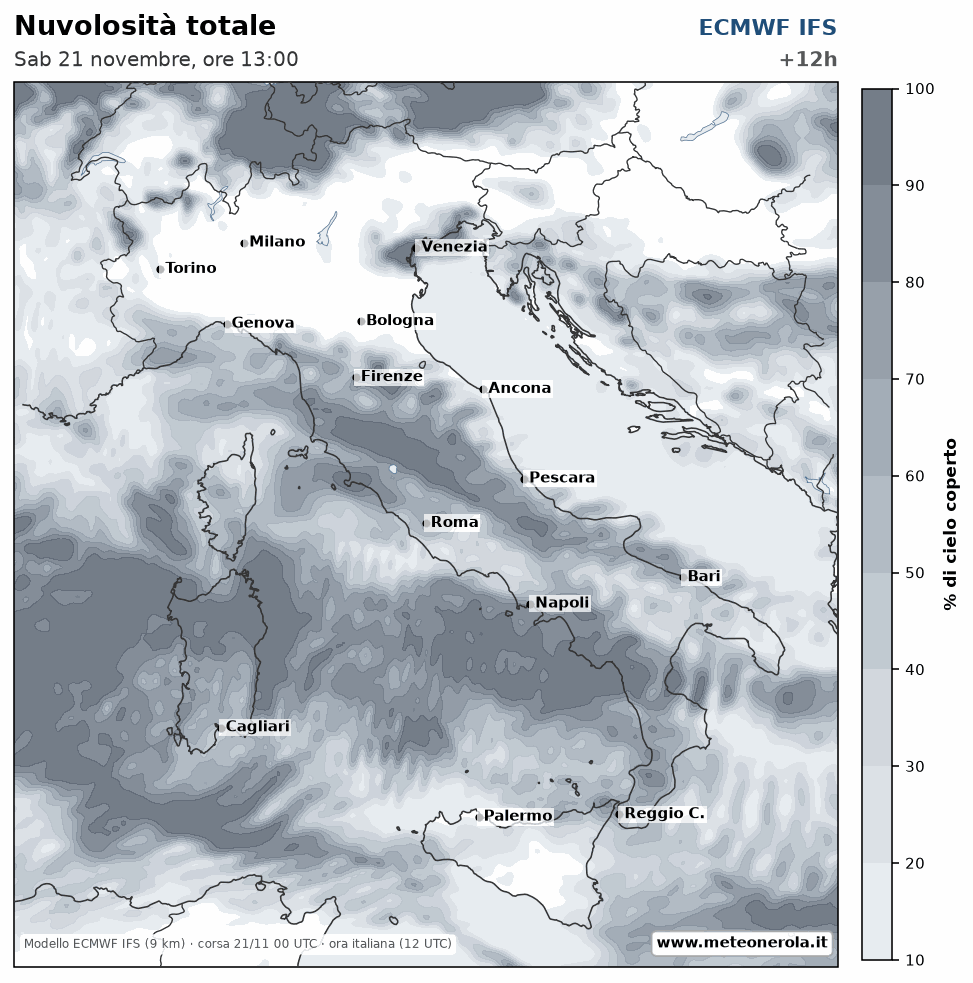 Nuvolosità totale
ECMWF IFS
Sab 21 novembre, ore 13:00
+12h
Milano
Venezia
Torino
Genova
Bologna
Firenze
Ancona
Pescara
Roma
Bari
Napoli
Cagliari
Palermo
Reggio C.
100
90
80
70
60
50
40
30
20
10
% di cielo coperto
Modello ECMWF IFS (9 km) · corsa 21/11 00 UTC · ora italiana (12 UTC)
www.meteonerola.it